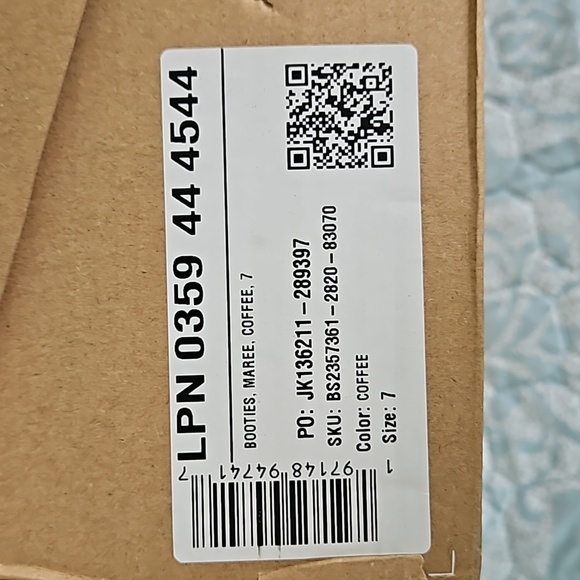 LPN 0359 44 4544
BOOTIES, MAREE, COFFEE, 7
PO: JK136211-289397
SKU: BS2357361-2820-83070
Color: COFFEE
Size: 7
1 97148 94741 7